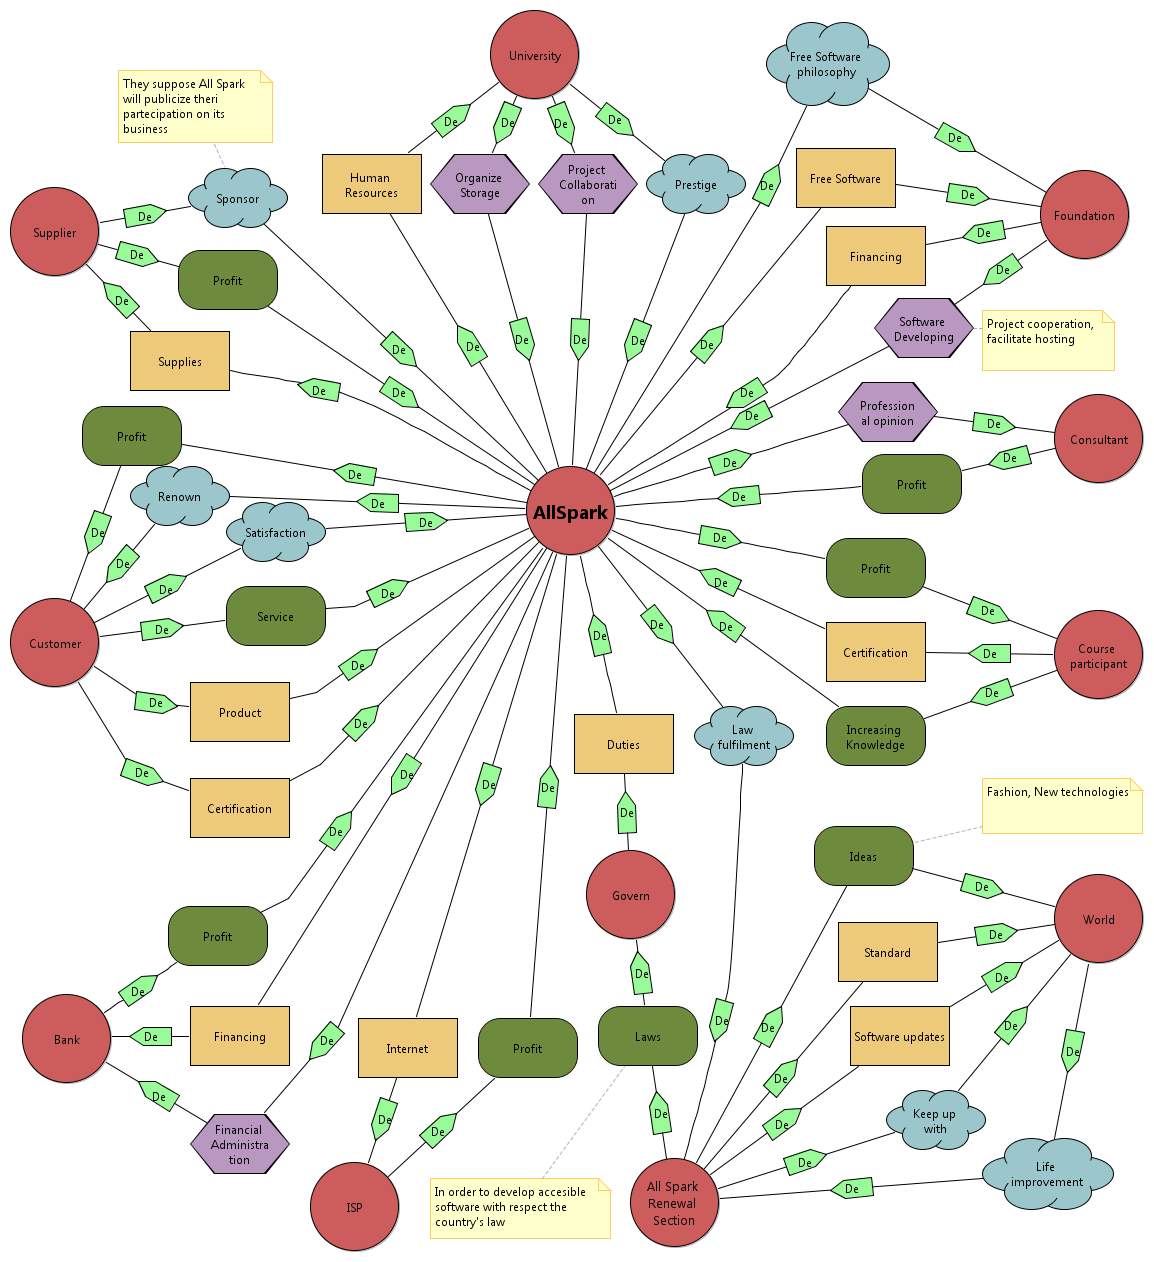 University
De
De
De
De
Free Software
philosophy
De
They suppose All Spark
will publicize theri
partecipation on its
business
Human
Resources
Organize
Storage
Project
Collaborati
on
Prestige
De
Free Software
De
Foundation
Sponsor
De
Supplier
De
De
Profit
De
Financing
De
De
Supplies
De
De
De
De
De
De
De
De
De
De
De
De
Software
Developing
Project cooperation,
facilitate hosting
Profession
al opinion
De
Consultant
De
De
Profit
De
Profit
De
Renown
De
Satisfaction
De
AllSpark
De
De
De
De
Service
De
De
Customer
De
Product
De
De
Certification
De
De
Profit
De
De
Certification
De
De
Increasing
Knowledge
De
Course
participant
De
Duties
De
Law
fulfilment
De
De
De
De
De
De
Govern
De
Laws
Fashion, New technologies
Ideas
De
World
Standard
De
Software updates
De
De
De
Keep up
with
Life
improvement
De
De
De
De
De
De
De
Profit
De
Bank
De
Financing
De
Financial
Administra
tion
De
Internet
De
Profit
De
ISP
In order to develop accesible
software with respect the
country's law
All Spark
Renewal
Section